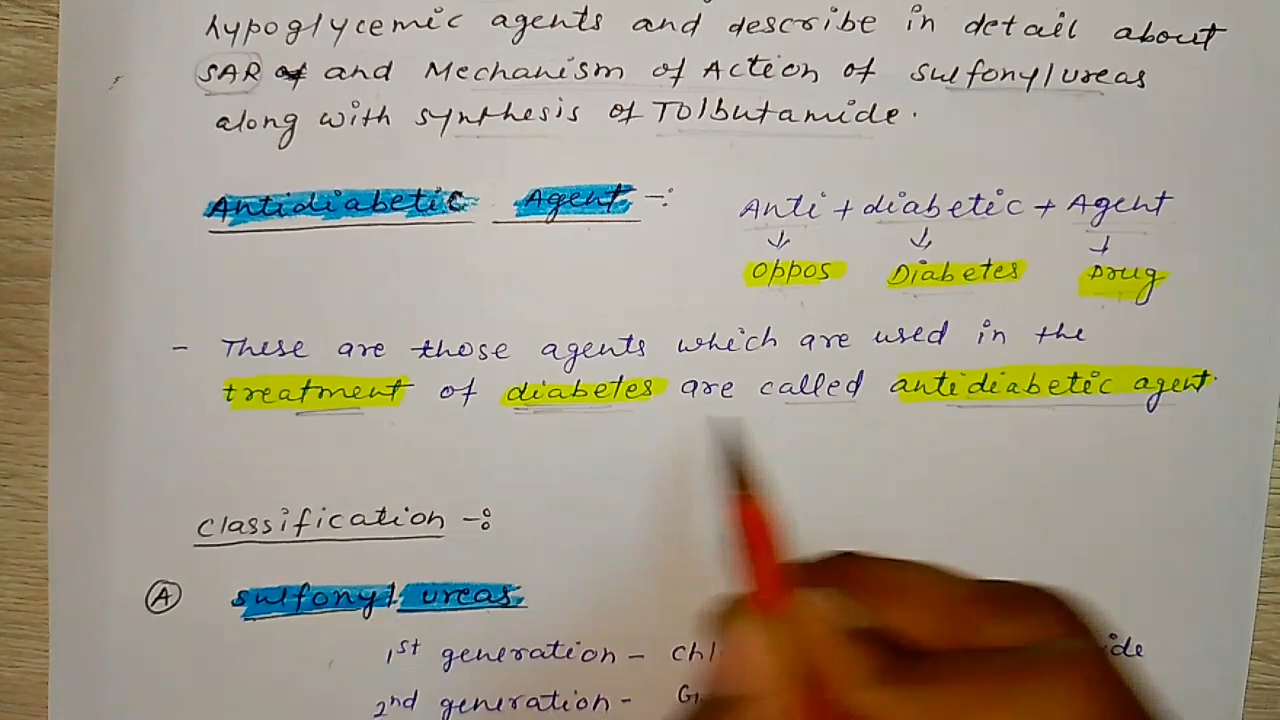 hypoglycemic agents and describe in detail about
SAR of and Mechanism of Action of sulfonylureas
along with synthesis of Tolbutamide.
Antidiabetic Agent -: Anti + diabetic + Agent
Oppos Diabetes Drug
- These are those agents which are used in the
treatment of diabetes are called antidiabetic agent.
Classification -:
A sulfonyl ureas
1st generation -
2nd generation -